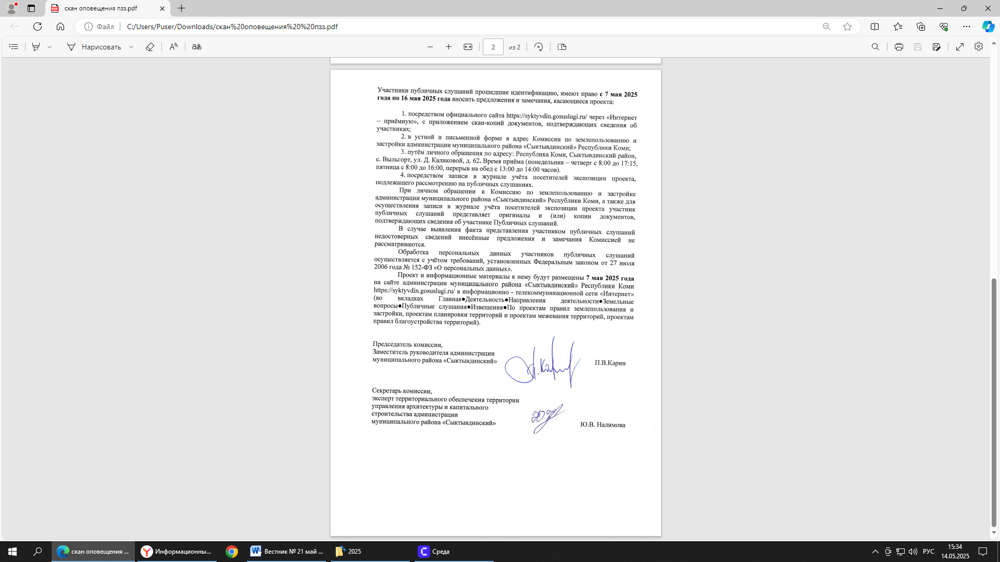 скан оповещения пзз.pdf
Файл
C:/Users/Puser/Downloads/скан%20оповещения%20%20пзз.pdf
Нарисовать
2
из 2
Участники публичных слушаний прошедшие идентификацию, имеют право с 7 мая 2025
года по 16 мая 2025 года вносить предложения и замечания, касающиеся проекта:
1. посредством официального сайта https://syktyvdin.gosuslugi.ru/ через «Интернет
– приёмную», с приложением скан-копий документов, подтверждающих сведения об
участниках;
2. в устной и письменной форме в адрес Комиссии по землепользованию и
застройки администрации муниципального района «Сыктывдинский» Республики Коми;
3. путём личного обращения по адресу: Республика Коми, Сыктывдинский район,
с. Выльгорт, ул. Д. Каликовой, д. 62. Время приёма (понедельник – четверг с 8:00 до 17:15,
пятница с 8:00 до 16:00, перерыв на обед с 13:00 до 14:00 часов).
4. посредством записи в журнале учёта посетителей экспозиции проекта,
подлежащего рассмотрению на публичных слушаниях.
При личном обращении в Комиссию по землепользованию и застройке
администрации муниципального района «Сыктывдинский» Республики Коми, а также для
осуществления записи в журнале учёта посетителей экспозиции проекта участник
публичных слушаний представляет оригиналы и (или) копии документов,
подтверждающих сведения об участнике Публичных слушаний.
В случае выявления факта представления участником публичных слушаний
недостоверных сведений внесённые предложения и замечания Комиссией не
рассматриваются.
Обработка персональных данных участников публичных слушаний
осуществляется с учётом требований, установленных Федеральным законом от 27 июля
2006 года № 152-ФЗ «О персональных данных».
Проект и информационные материалы к нему будут размещены 7 мая 2025 года
на сайте администрации муниципального района «Сыктывдинский» Республики Коми
https://syktyvdin.gosuslugi.ru/ в информационно - телекоммуникационной сети «Интернет»
(во вкладках Главная●Деятельность●Направления деятельности●Земельные
вопросы●Публичные слушания●Извещения●По проектам правил землепользования и
застройки, проектам планировки территорий и проектам межевания территорий, проектам
правил благоустройства территорий).
Председатель комиссии,
Заместитель руководителя администрации
муниципального района «Сыктывдинский»
П.В.Карин
Секретарь комиссии,
эксперт территориального обеспечения территории
управления архитектуры и капитального
строительства администрации
муниципального района «Сыктывдинский»
Ю.В. Налимова
скан оповещения ...
Информационны...
Вестник № 21 май ...
2025
Среда
РУС
15:34
14.05.2025